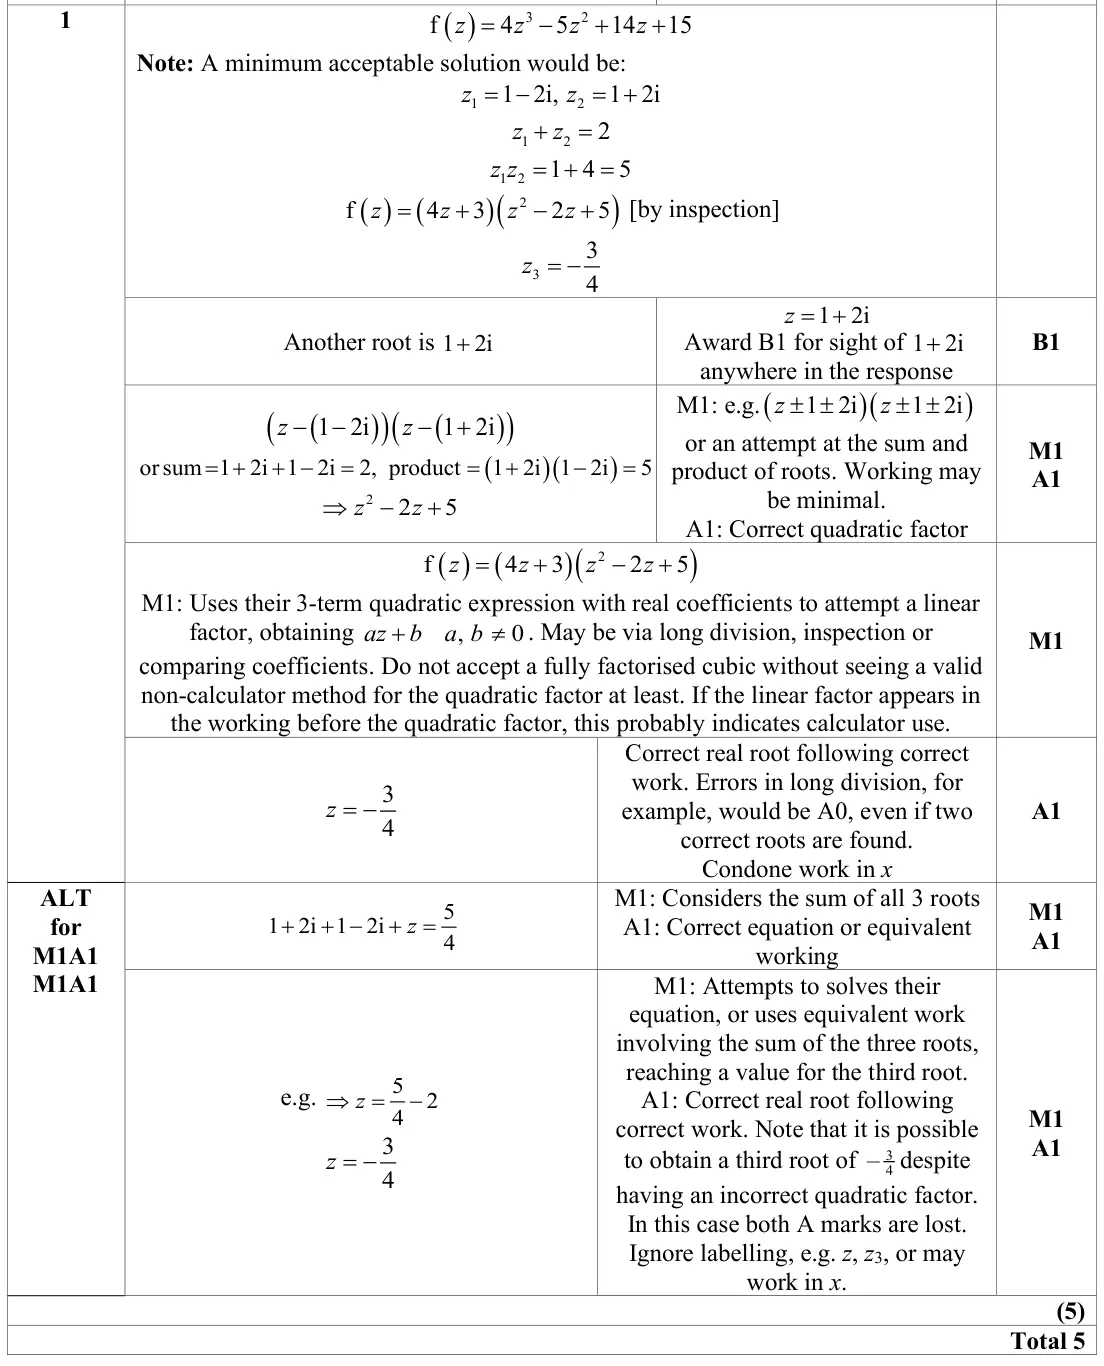 1
f(z) = 4z³ − 5z² + 14z + 15
Note: A minimum acceptable solution would be:
z₁ = 1 − 2i, z₂ = 1 + 2i
z₁ + z₂ = 2
z₁z₂ = 1 + 4 = 5
f(z) = (4z + 3)(z² − 2z + 5) [by inspection]
z₃ = −3/4
Another root is 1 + 2i
z = 1 + 2i
Award B1 for sight of 1 + 2i
anywhere in the response
B1
(z − (1 − 2i))(z − (1 + 2i))
or sum = 1 + 2i + 1 − 2i = 2, product = (1 + 2i)(1 − 2i) = 5
⇒ z² − 2z + 5
M1: e.g. (z ± 1 ± 2i)(z ± 1 ± 2i)
or an attempt at the sum and
product of roots. Working may
be minimal.
A1: Correct quadratic factor
M1
A1
f(z) = (4z + 3)(z² − 2z + 5)
M1: Uses their 3-term quadratic expression with real coefficients to attempt a linear
factor, obtaining az + b a, b ≠ 0. May be via long division, inspection or
comparing coefficients. Do not accept a fully factorised cubic without seeing a valid
non-calculator method for the quadratic factor at least. If the linear factor appears in
the working before the quadratic factor, this probably indicates calculator use.
M1
z = −3/4
Correct real root following correct
work. Errors in long division, for
example, would be A0, even if two
correct roots are found.
Condone work in x
A1
ALT
for
M1A1
M1A1
1 + 2i + 1 − 2i + z = 5/4
M1: Considers the sum of all 3 roots
A1: Correct equation or equivalent
working
M1
A1
e.g. ⇒ z = 5/4 − 2
z = −3/4
M1: Attempts to solves their
equation, or uses equivalent work
involving the sum of the three roots,
reaching a value for the third root.
A1: Correct real root following
correct work. Note that it is possible
to obtain a third root of −3/4 despite
having an incorrect quadratic factor.
In this case both A marks are lost.
Ignore labelling, e.g. z, z₃, or may
work in x.
M1
A1
(5)
Total 5